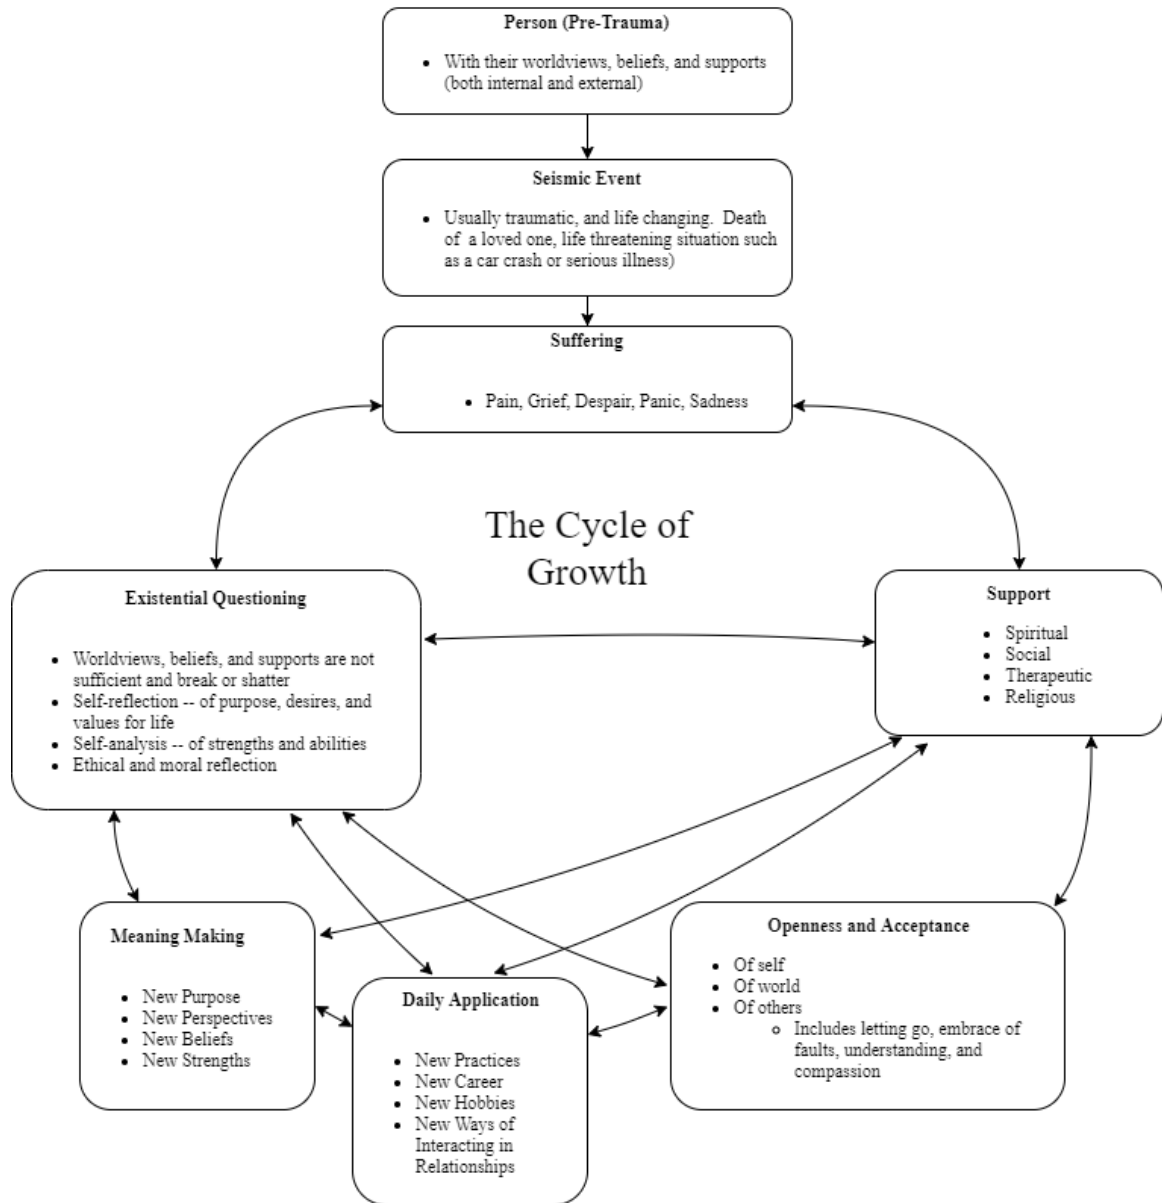 Person (Pre-Trauma)
• With their worldviews, beliefs, and supports
(both internal and external)
Seismic Event
• Usually traumatic, and life changing.  Death
of  a loved one, life threatening situation such
as a car crash or serious illness)
Suffering
• Pain, Grief, Despair, Panic, Sadness
The Cycle of
Growth
Existential Questioning
• Worldviews, beliefs, and supports are not
sufficient and break or shatter
• Self-reflection -- of purpose, desires, and
values for life
• Self-analysis -- of strengths and abilities
• Ethical and moral reflection
Support
• Spiritual
• Social
• Therapeutic
• Religious
Meaning Making
• New Purpose
• New Perspectives
• New Beliefs
• New Strengths
Daily Application
• New Practices
• New Career
• New Hobbies
• New Ways of
Interacting in
Relationships
Openness and Acceptance
• Of self
• Of world
• Of others
◦ Includes letting go, embrace of
faults, understanding, and
compassion